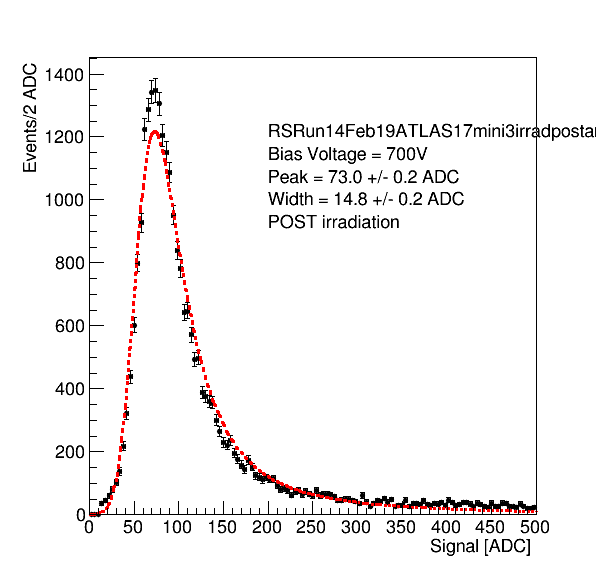 Events/2 ADC
1400
1200
1000
800
600
400
200
0
RSRun14Feb19ATLAS17mini3irradpostar
Bias Voltage = 700V
Peak = 73.0 +/- 0.2 ADC
Width = 14.8 +/- 0.2 ADC
POST irradiation
0 50 100 150 200 250 300 350 400 450 500
Signal [ADC]